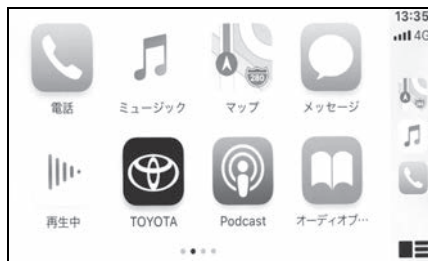 13:35
4G
電話
ミュージック
マップ
メッセージ
280
再生中
TOYOTA
Podcast
オーディオブ…